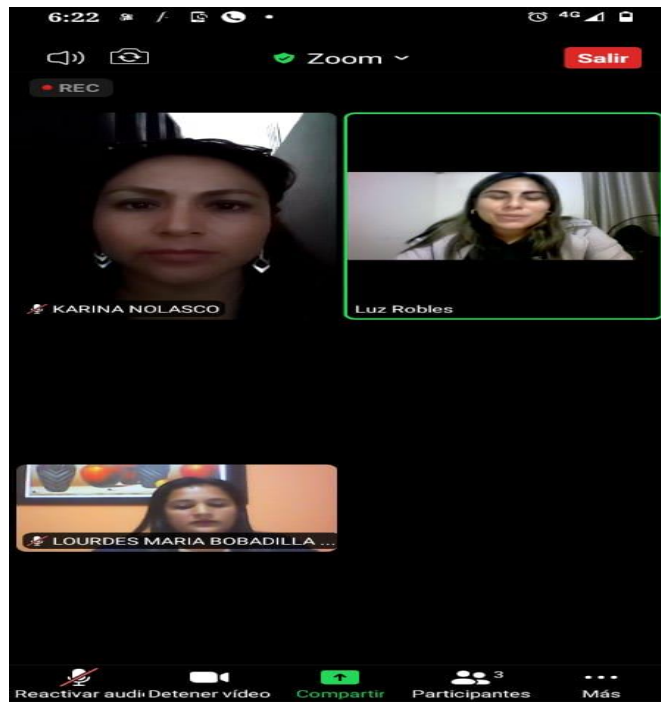 6:22
4G
Zoom
Salir
REC
KARINA NOLASCO
Luz Robles
LOURDES MARIA BOBADILLA ...
Reactivar audi
Detener vídeo
Compartir
Participantes
3
Más